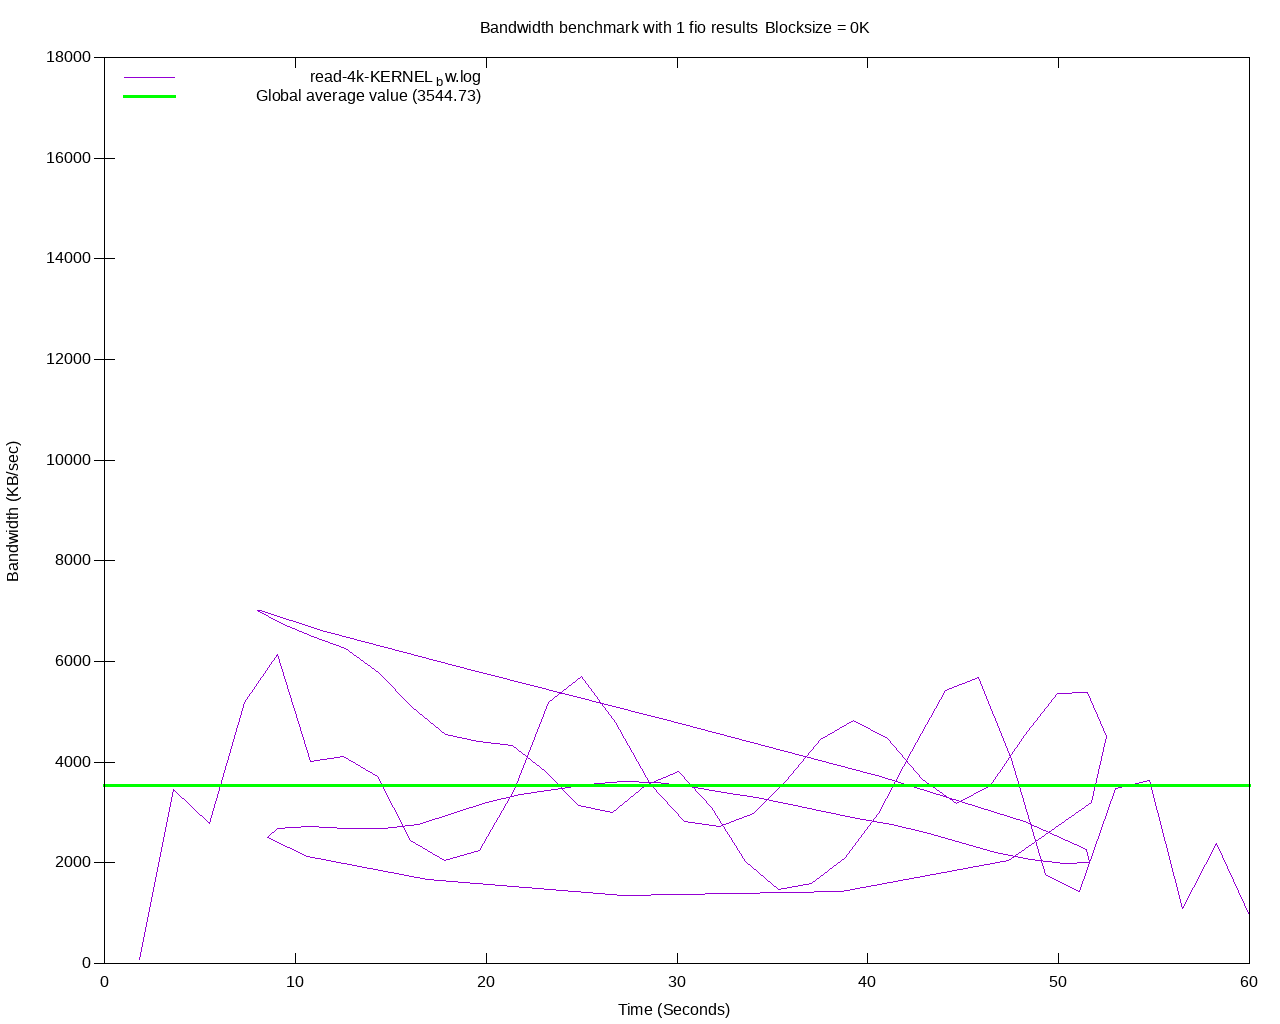 Bandwidth benchmark with 1 fio results Blocksize = 0K
read-4k-KERNEL bw.log
Global average value (3544.73)
18000
16000
14000
12000
10000
8000
6000
4000
2000
0
Bandwidth (KB/sec)
0 10 20 30 40 50 60
Time (Seconds)